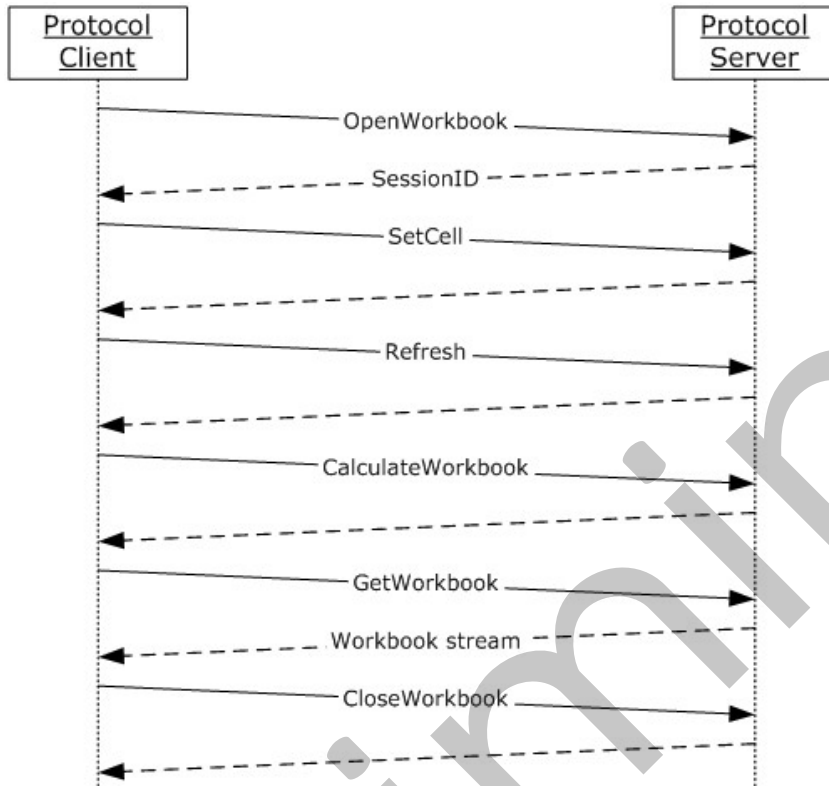 Protocol
Client
Protocol
Server
OpenWorkbook
SessionID
SetCell
Refresh
CalculateWorkbook
GetWorkbook
Workbook stream
CloseWorkbook